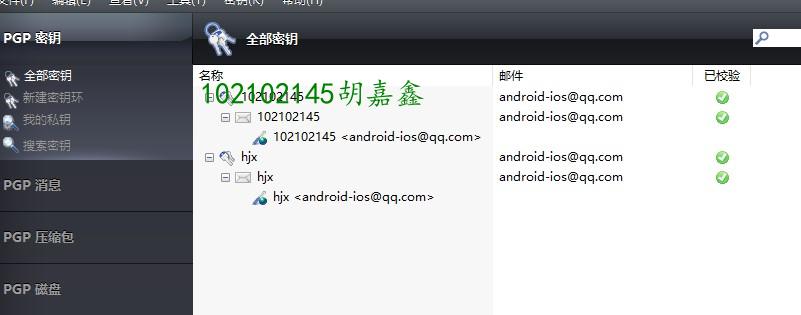 文件(F) 编辑(E) 查看(V) 工具(T) 密钥(K) 帮助(H)
PGP 密钥
全部密钥
新建密钥环
我的私钥
搜索密钥
PGP 消息
PGP 压缩包
PGP 磁盘
全部密钥
名称 邮件 已校验
102102145胡嘉鑫
102102145 android-ios@qq.com
102102145 android-ios@qq.com
102102145 <android-ios@qq.com>
hjx android-ios@qq.com
hjx android-ios@qq.com
hjx <android-ios@qq.com>